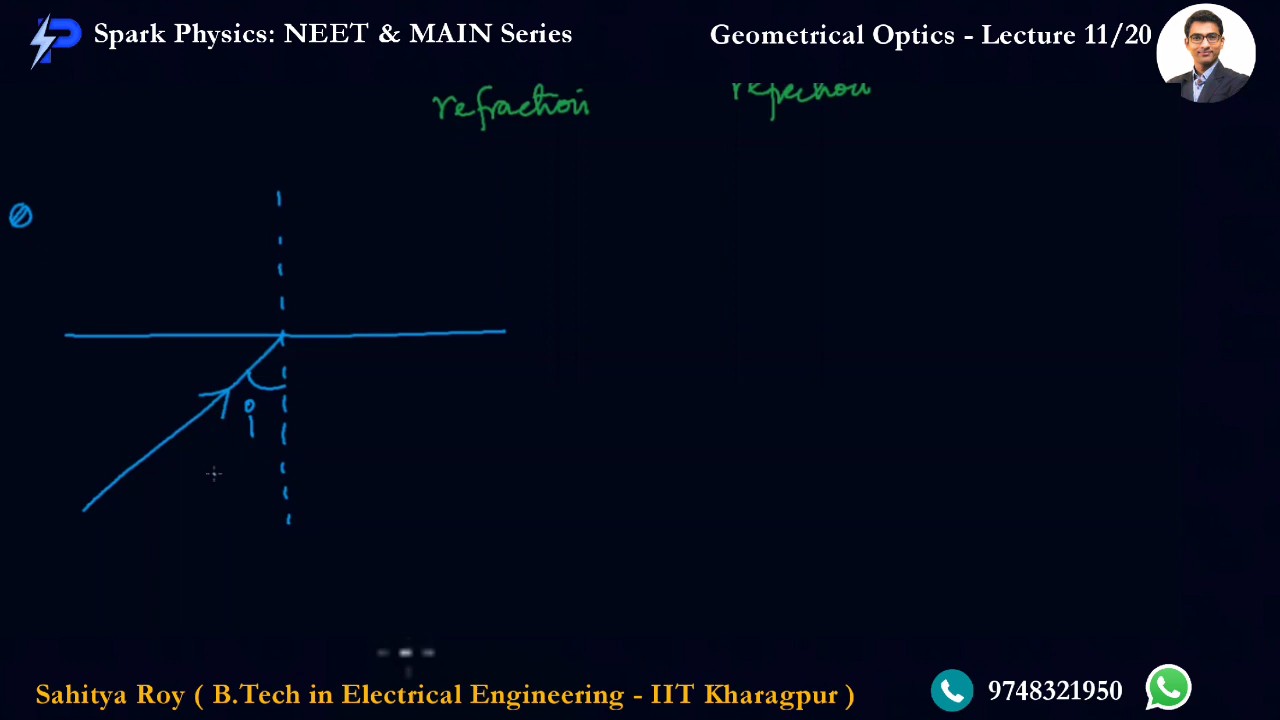 Spark Physics: NEET & MAIN Series
Geometrical Optics - Lecture 11/20
refraction
i
Sahitya Roy ( B.Tech in Electrical Engineering - IIT Kharagpur )
9748321950